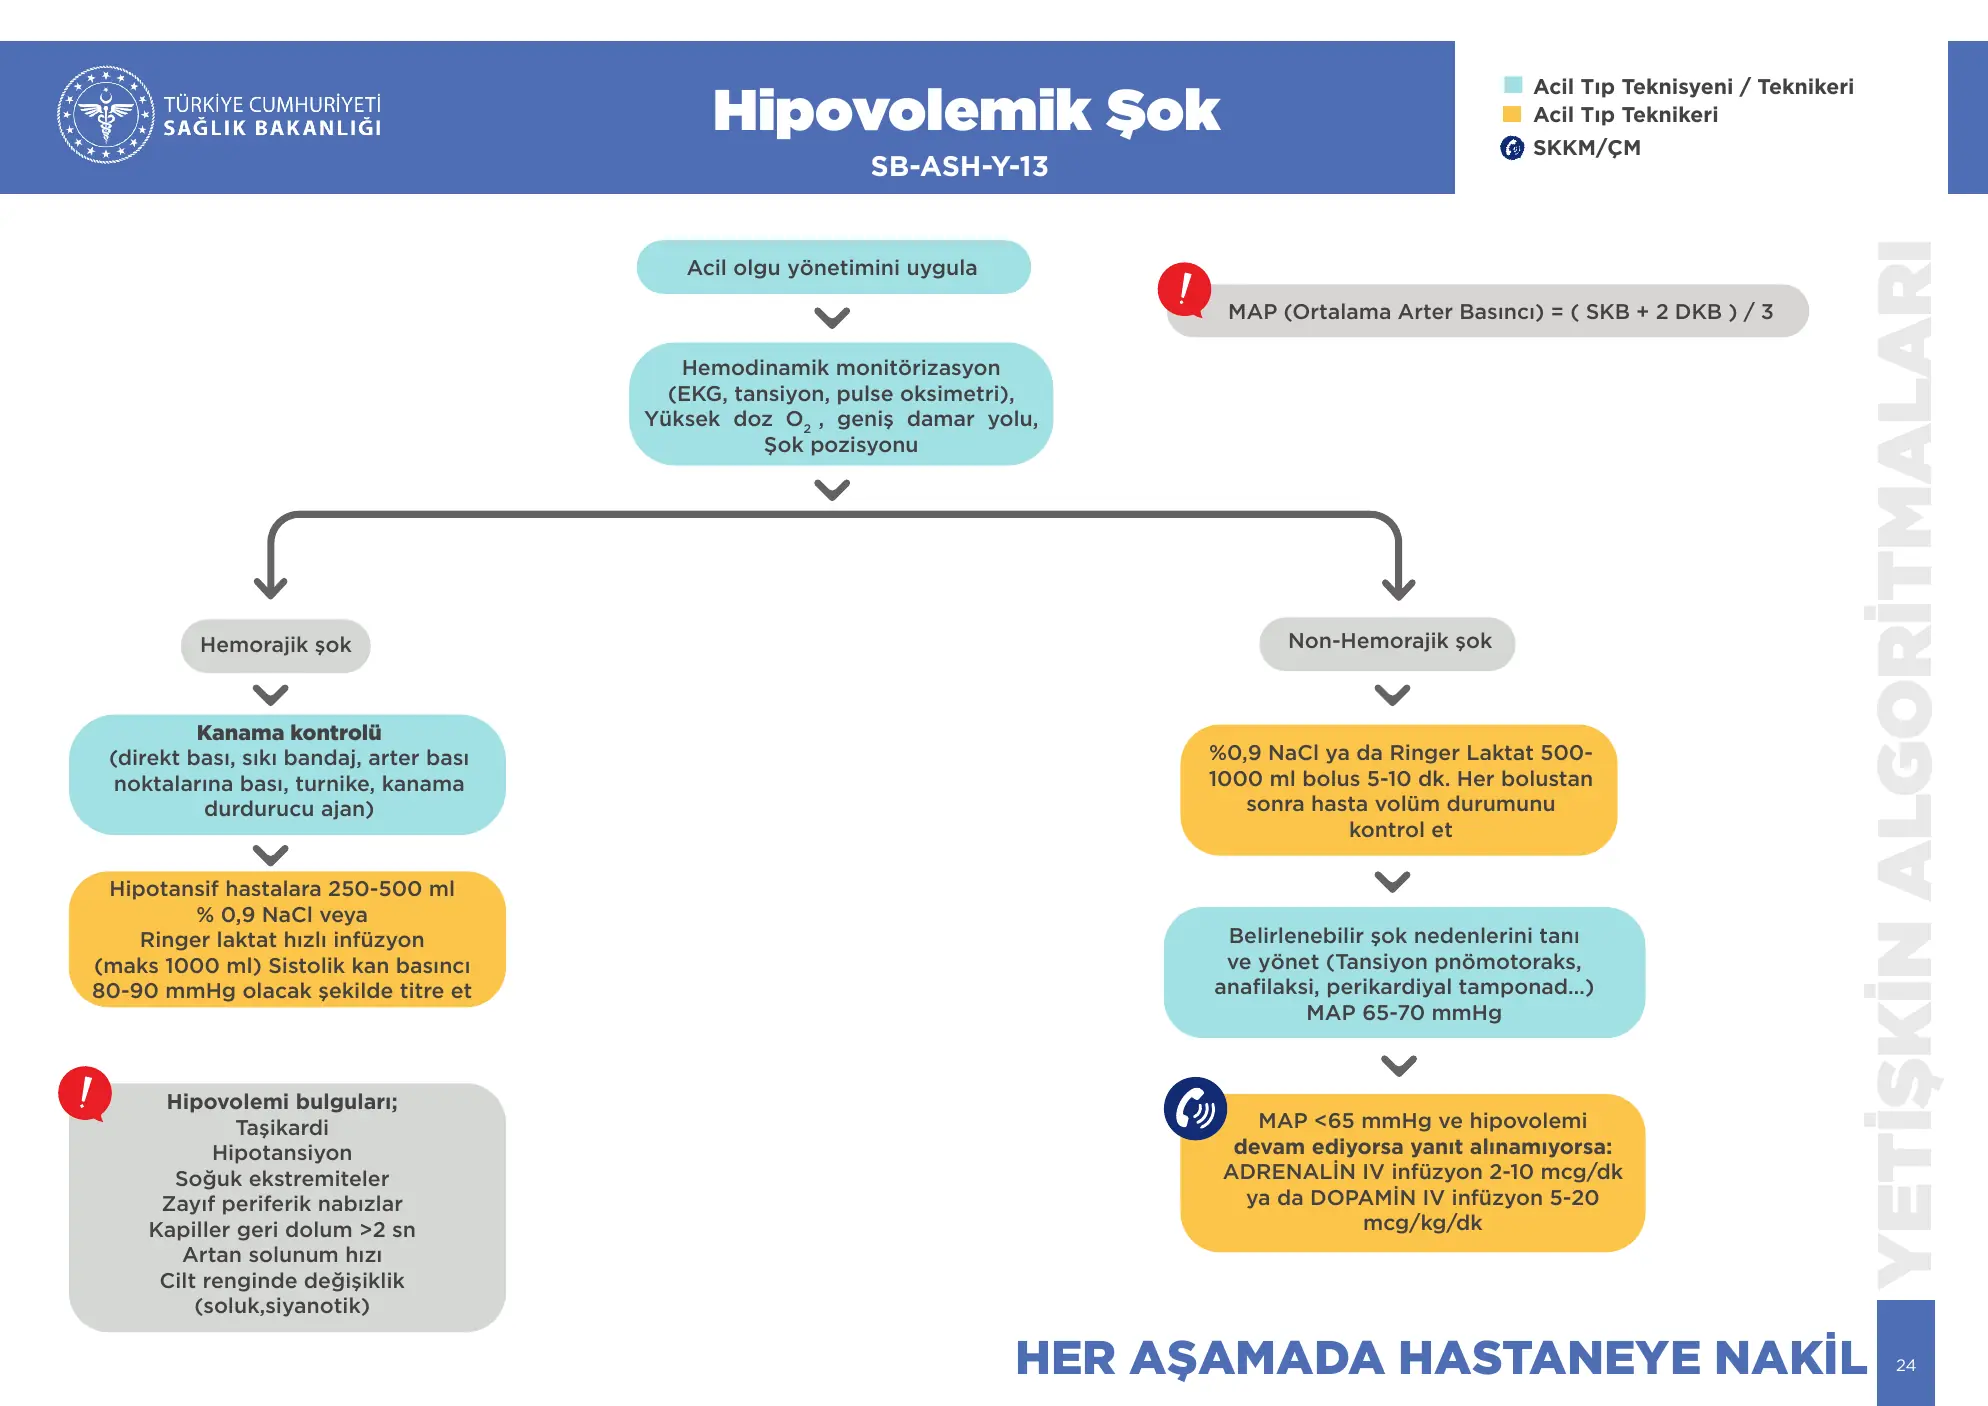 TÜRKİYE CUMHURİYETİ
SAĞLIK BAKANLIĞI
Hipovolemik Şok
SB-ASH-Y-13
Acil Tıp Teknisyeni / Teknikeri
Acil Tıp Teknikeri
SKKM/ÇM
Acil olgu yönetimini uygula
MAP (Ortalama Arter Basıncı) = ( SKB + 2 DKB ) / 3
Hemodinamik monitörizasyon
(EKG, tansiyon, pulse oksimetri),
Yüksek doz O₂ , geniş damar yolu,
Şok pozisyonu
Hemorajik şok
Kanama kontrolü
(direkt bası, sıkı bandaj, arter bası
noktalarına bası, turnike, kanama
durdurucu ajan)
Hipotansif hastalara 250-500 ml
% 0,9 NaCl veya
Ringer laktat hızlı infüzyon
(maks 1000 ml) Sistolik kan basıncı
80-90 mmHg olacak şekilde titre et
Hipovolemi bulguları;
Taşikardi
Hipotansiyon
Soğuk ekstremiteler
Zayıf periferik nabızlar
Kapiller geri dolum >2 sn
Artan solunum hızı
Cilt renginde değişiklik
(soluk,siyanotik)
Non-Hemorajik şok
%0,9 NaCl ya da Ringer Laktat 500-
1000 ml bolus 5-10 dk. Her bolustan
sonra hasta volüm durumunu
kontrol et
Belirlenebilir şok nedenlerini tanı
ve yönet (Tansiyon pnömotoraks,
anafilaksi, perikardiyal tamponad...)
MAP 65-70 mmHg
MAP <65 mmHg ve hipovolemi
devam ediyorsa yanıt alınamıyorsa:
ADRENALİN IV infüzyon 2-10 mcg/dk
ya da DOPAMİN IV infüzyon 5-20
mcg/kg/dk
YETİŞKİN ALGORİTMALARI
HER AŞAMADA HASTANEYE NAKİL
24